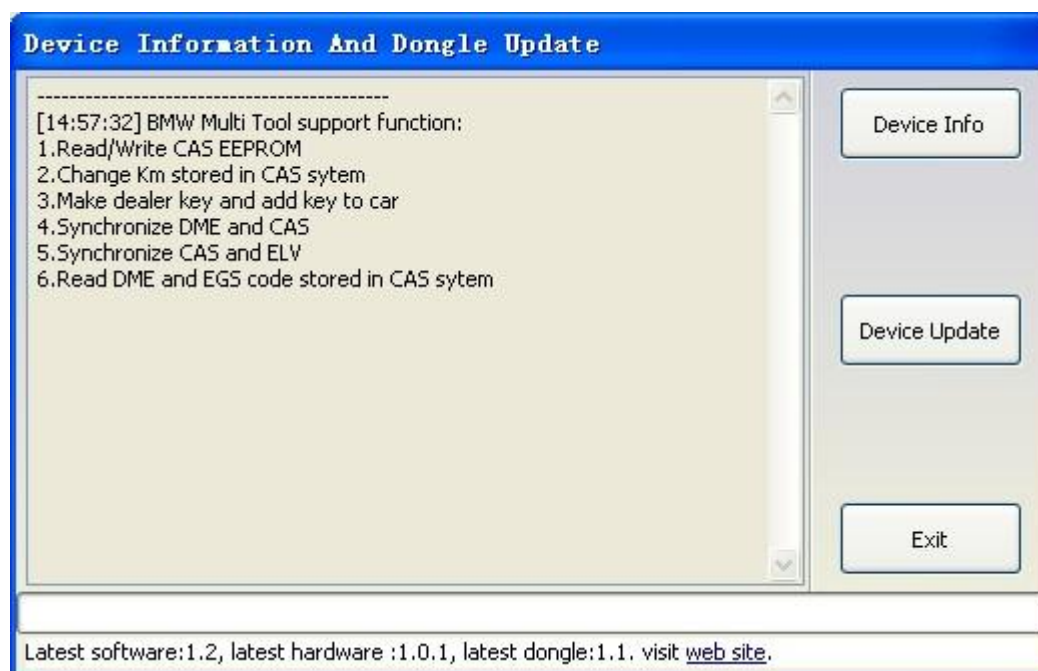 Device Information And Dongle Update
--------------------------------------------
[14:57:32] BMW Multi Tool support function:
1.Read/Write CAS EEPROM
2.Change Km stored in CAS sytem
3.Make dealer key and add key to car
4.Synchronize DME and CAS
5.Synchronize CAS and ELV
6.Read DME and EGS code stored in CAS sytem
Device Info
Device Update
Exit
Latest software:1.2, latest hardware :1.0.1, latest dongle:1.1. visit web site.